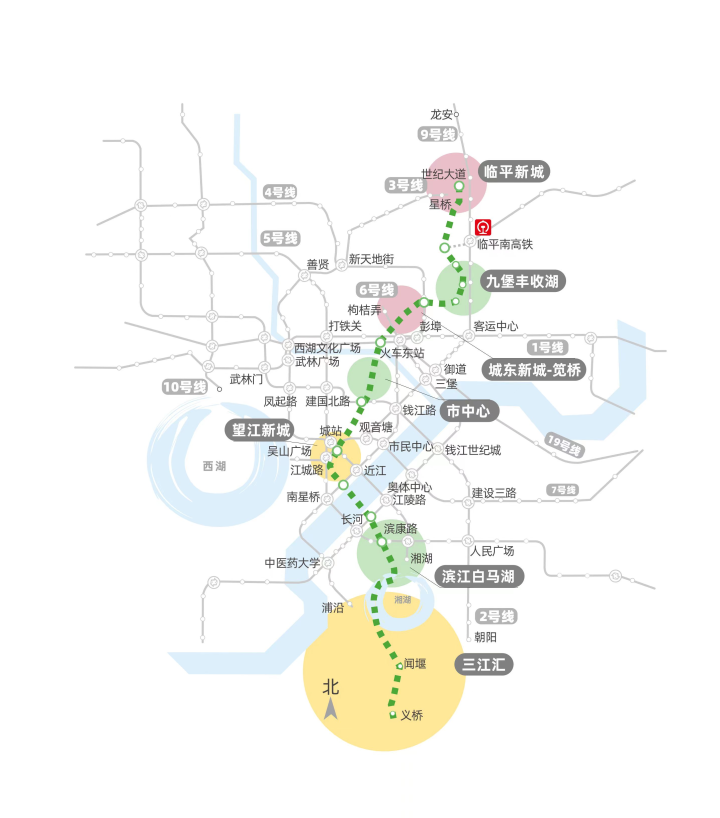 龙安
9号线
世纪大道
临平新城
3号线
4号线
星桥
5号线
临平南高铁
善贤
新天地街
九堡丰收湖
6号线
枸桔弄
打铁关
彭埠
客运中心
1号线
西湖文化广场
火车东站
武林广场
御道
城东新城-笕桥
10号线
武林门
三堡
凤起路
建国北路
钱江路
市中心
望江新城
城站
观音塘
19号线
吴山广场
市民中心
钱江世纪城
西湖
江城路
近江
奥体中心
7号线
南星桥
江陵路
建设三路
长河
滨康路
人民广场
中医药大学
湘湖
滨江白马湖
湘湖
浦沿
2号线
朝阳
闻堰
三江汇
北
义桥